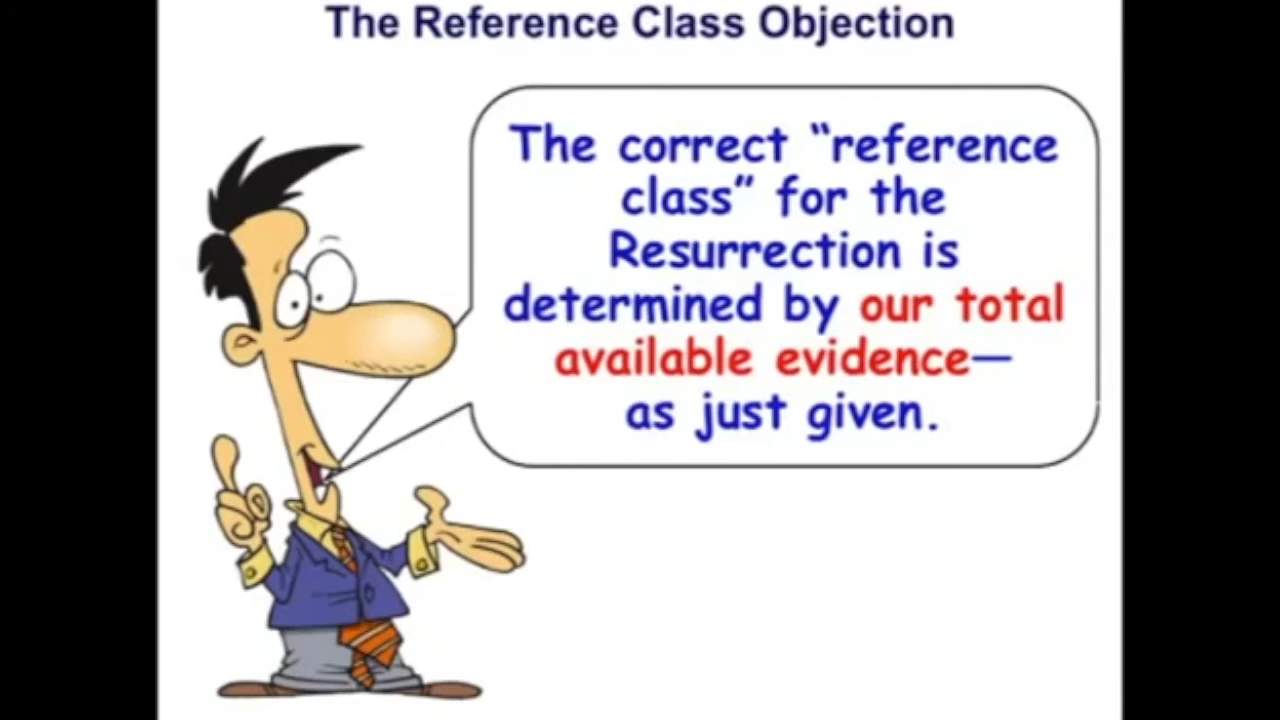 The Reference Class Objection
The correct “reference
class” for the
Resurrection is
determined by our total
available evidence—
as just given.